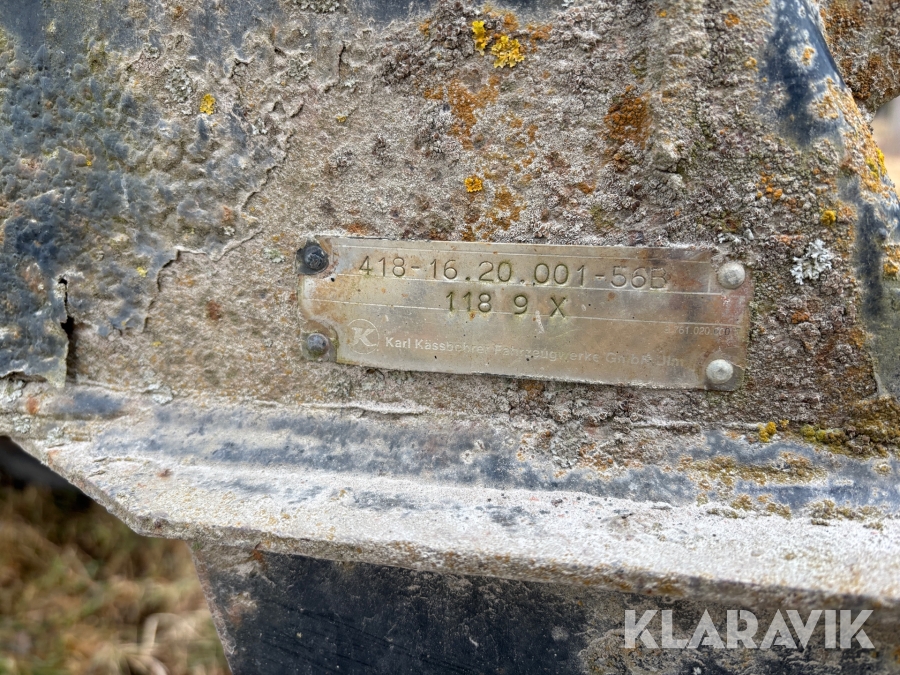 418-16.20.001-56B
118 9 X
K
Karl Kässbohrer Fahrzeugwerke GmbH Ulm
KLARAVIK